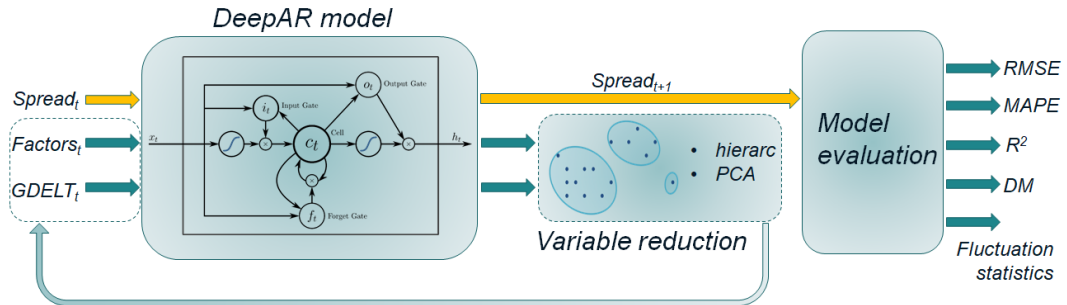 DeepAR model
Spread_t
Factors_t
GDELT_t
x_t
i_t
Input Gate
o_t
Output Gate
Cell
c_t
×
×
×
f_t
Forget Gate
h_t
Spread_{t+1}
• hierarc
• PCA
Variable reduction
Model
evaluation
RMSE
MAPE
R²
DM
Fluctuation
statistics